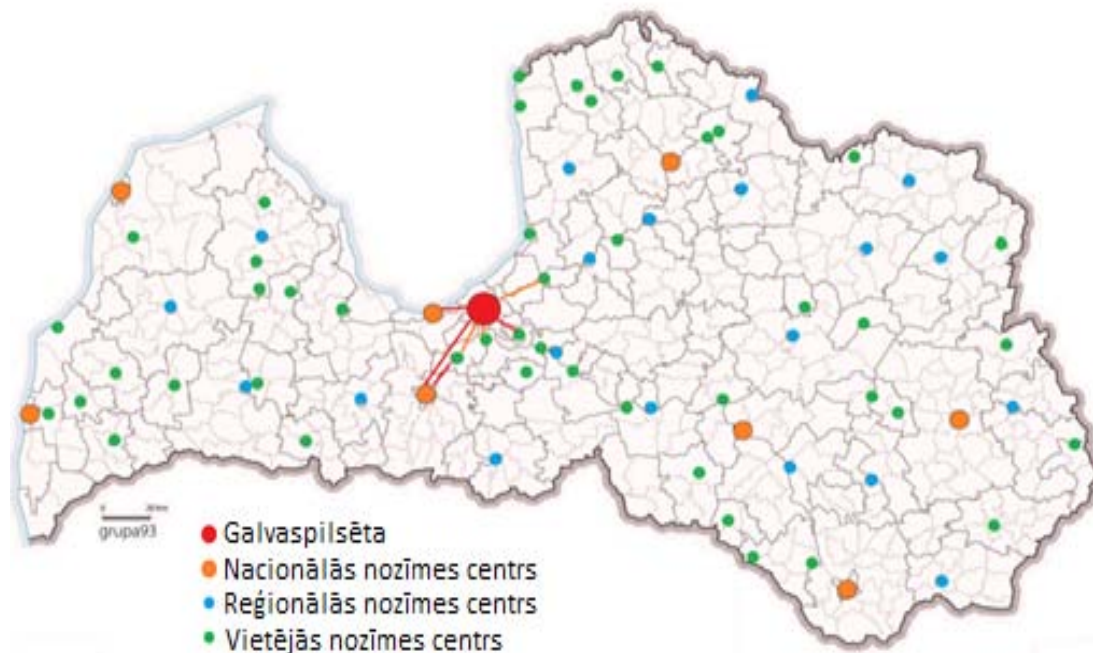 grupa93
Galvaspilsēta
Nacionālās nozīmes centrs
Reģionālās nozīmes centrs
Vietējās nozīmes centrs